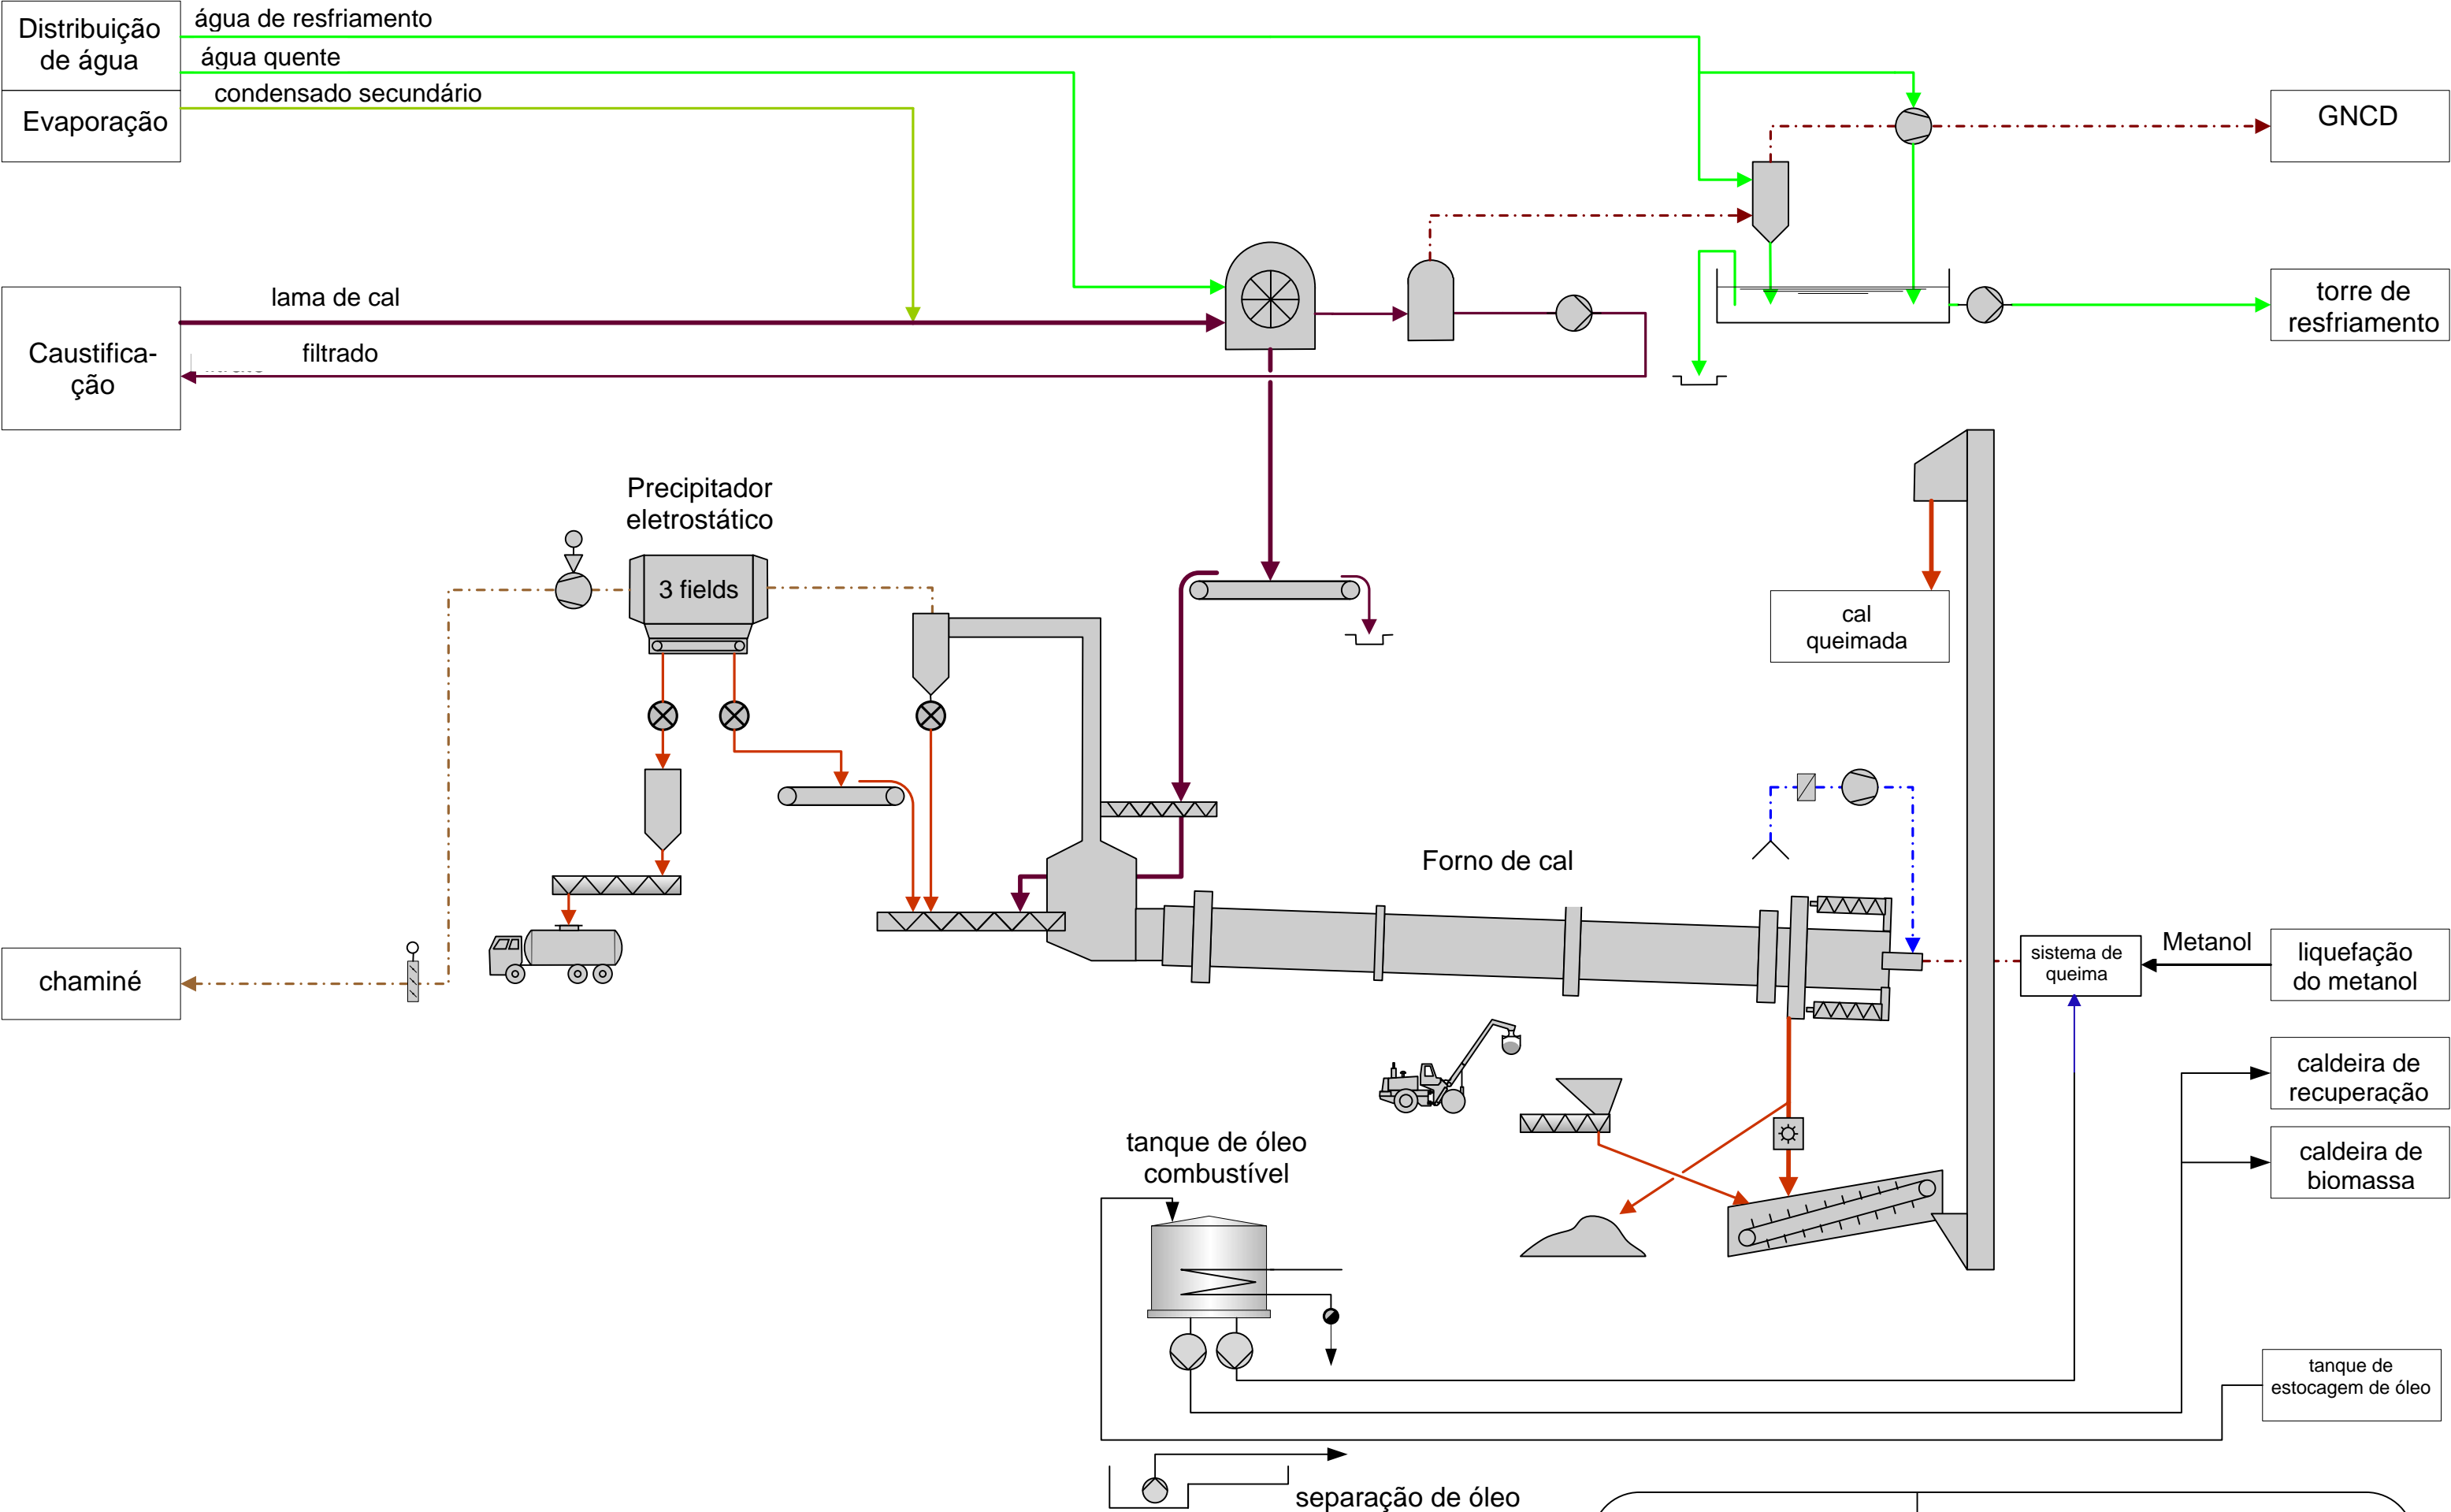 Distribuição
de água
água de resfriamento
água quente
condensado secundário
Evaporação
GNCD
lama de cal
filtrado
Caustifica-
ção
torre de
resfriamento
Precipitador
eletrostático
3 fields
cal
queimada
Forno de cal
chaminé
sistema de
queima
Metanol
liquefação
do metanol
caldeira de
recuperação
caldeira de
biomassa
tanque de óleo
combustível
tanque de
estocagem de óleo
separação de óleo